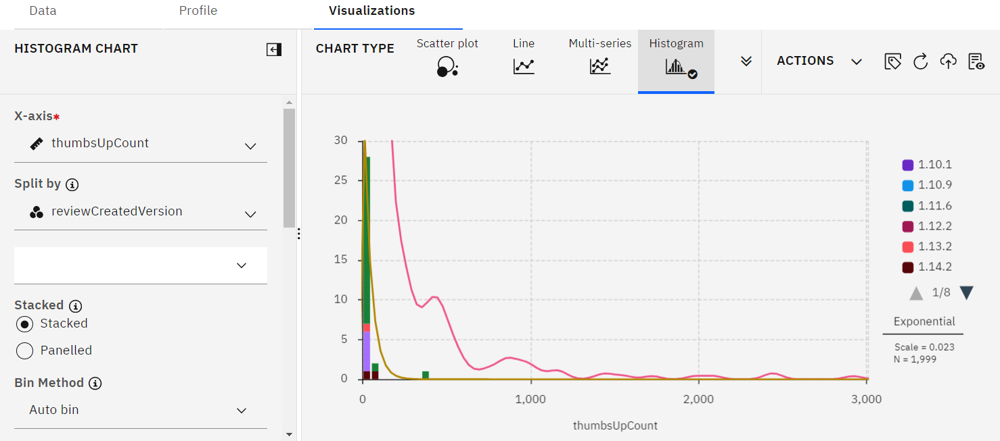 Data
Profile
Visualizations
HISTOGRAM CHART
CHART TYPE
Scatter plot
Line
Multi-series
Histogram
ACTIONS
X-axis*
thumbsUpCount
Split by
reviewCreatedVersion
Stacked
Stacked
Panelled
Bin Method
Auto bin
30
25
20
15
10
5
0
0
1,000
2,000
3,000
thumbsUpCount
1.10.1
1.10.9
1.11.6
1.12.2
1.13.2
1.14.2
1/8
Exponential
Scale = 0.023
N = 1,999